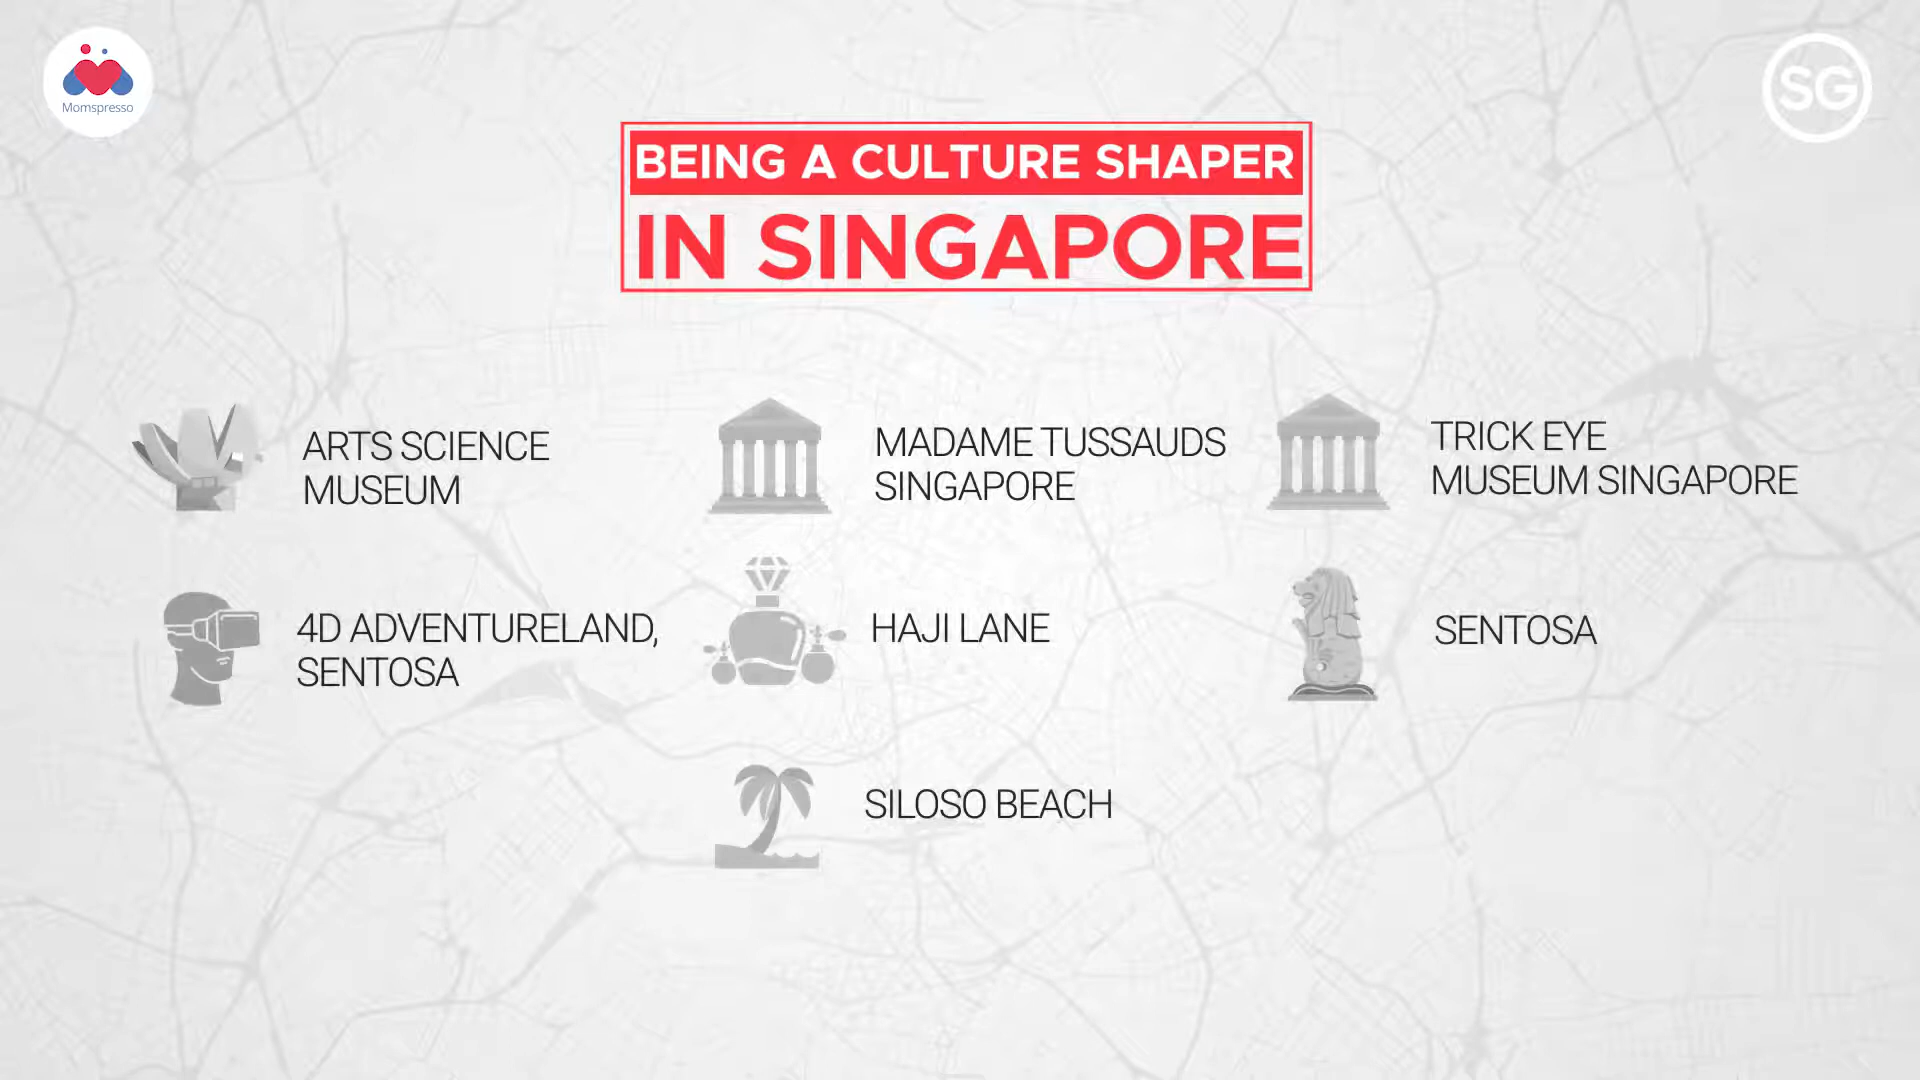 Momspresso
SG
BEING A CULTURE SHAPER
IN SINGAPORE
ARTS SCIENCE
MUSEUM
MADAME TUSSAUDS
SINGAPORE
TRICK EYE
MUSEUM SINGAPORE
4D ADVENTURELAND,
SENTOSA
HAJI LANE
SENTOSA
SILOSO BEACH